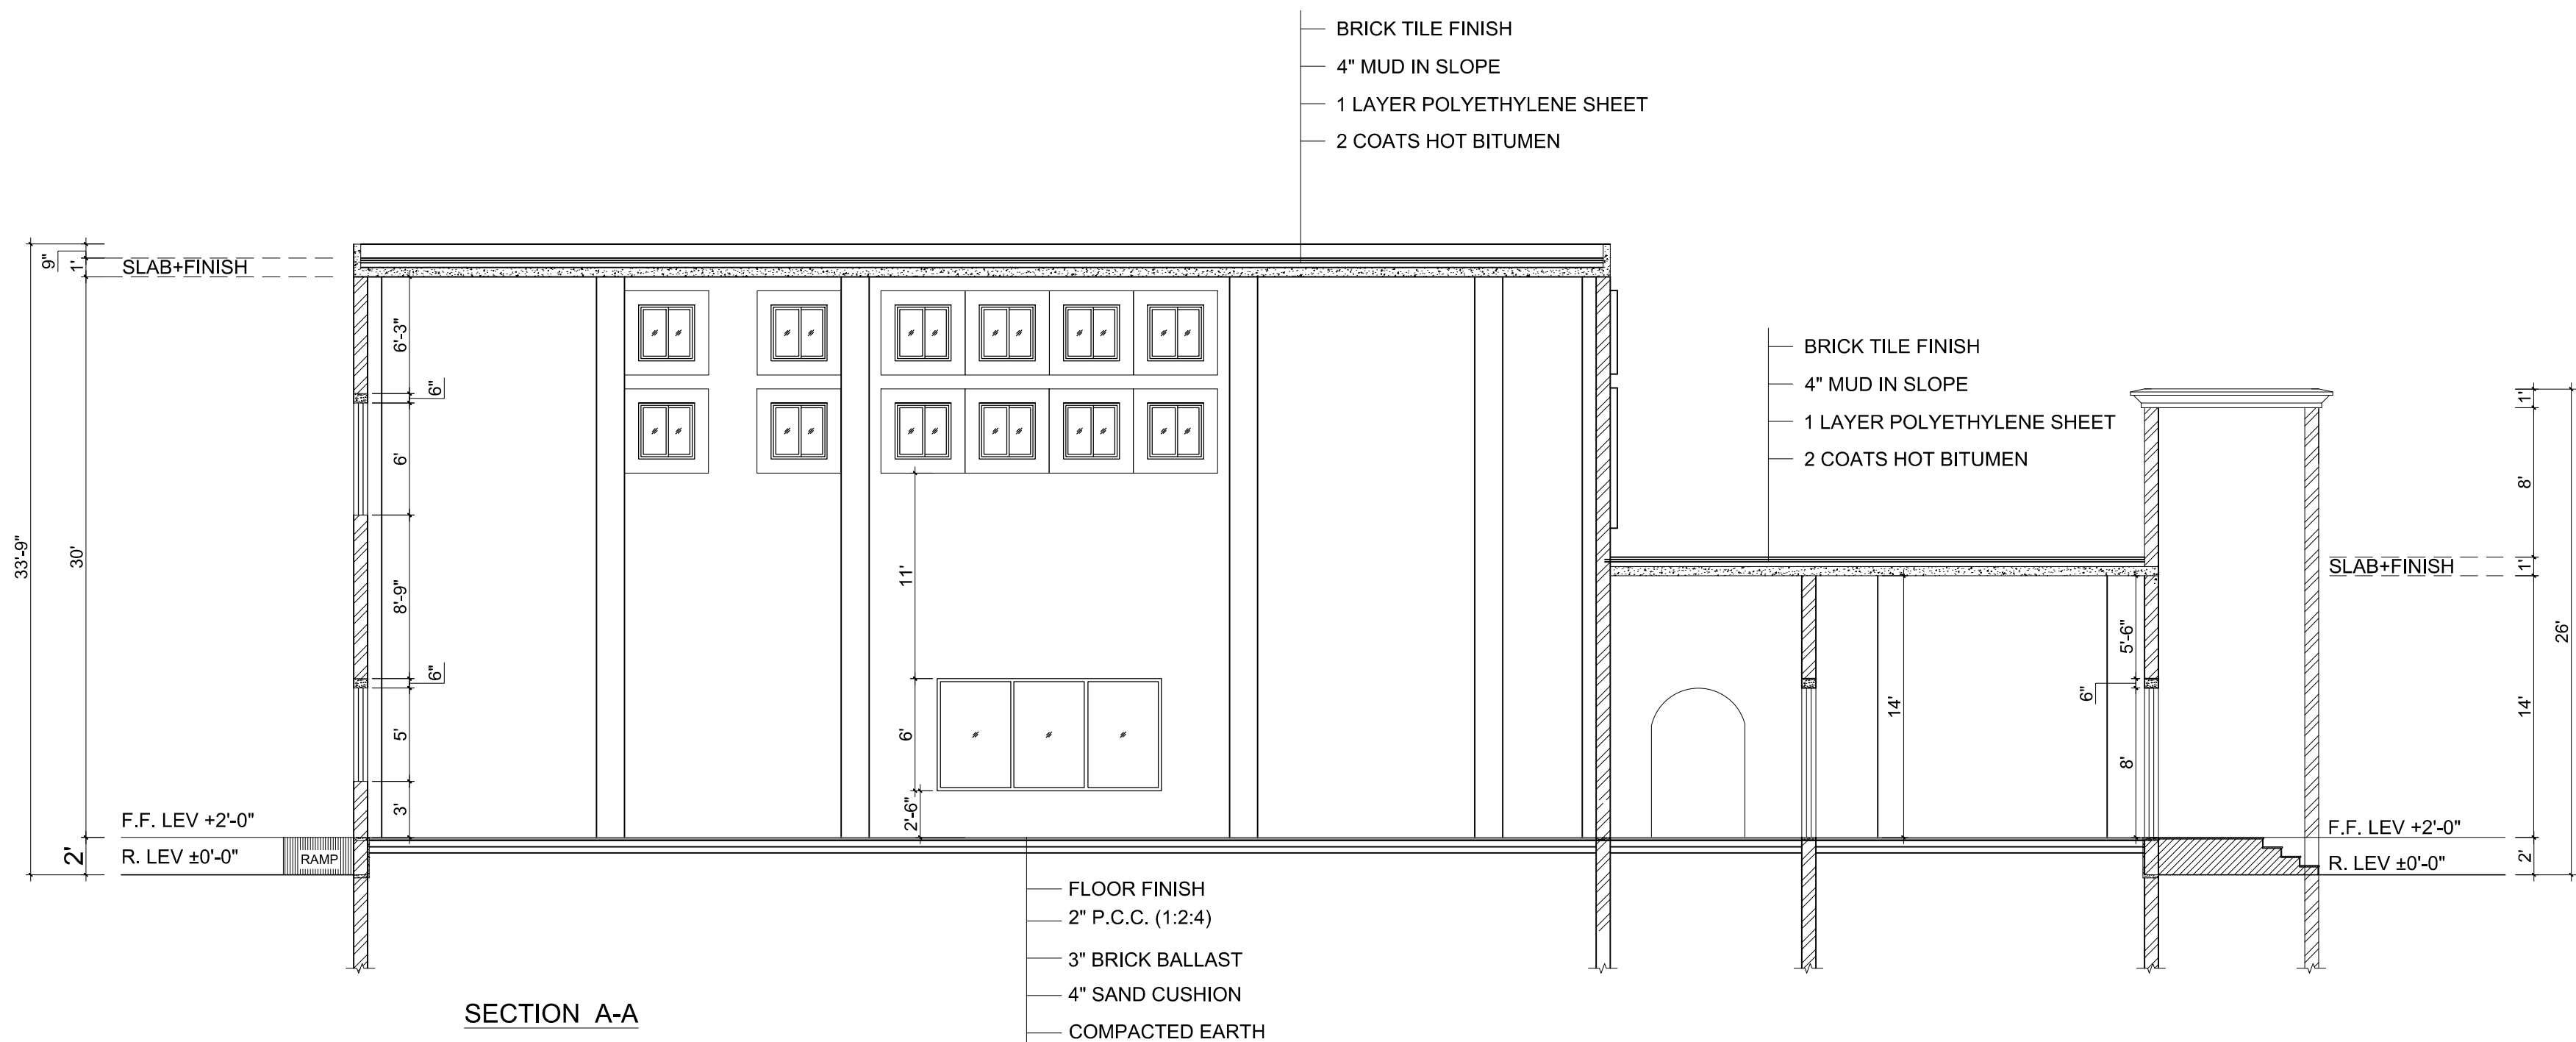 BRICK TILE FINISH
4" MUD IN SLOPE
1 LAYER POLYETHYLENE SHEET
2 COATS HOT BITUMEN
9"
1'
SLAB+FINISH
33'-9"
30'
2'
6'-3"
6"
6'
8'-9"
6"
5'
3'
11'
6'
2'-6"
F.F. LEV +2'-0"
R. LEV ±0'-0"
RAMP
BRICK TILE FINISH
4" MUD IN SLOPE
1 LAYER POLYETHYLENE SHEET
2 COATS HOT BITUMEN
14'
5'-6"
6"
8'
1'
8'
SLAB+FINISH
1'
26'
14'
F.F. LEV +2'-0"
R. LEV ±0'-0"
2'
FLOOR FINISH
2" P.C.C. (1:2:4)
3" BRICK BALLAST
4" SAND CUSHION
COMPACTED EARTH
SECTION A-A